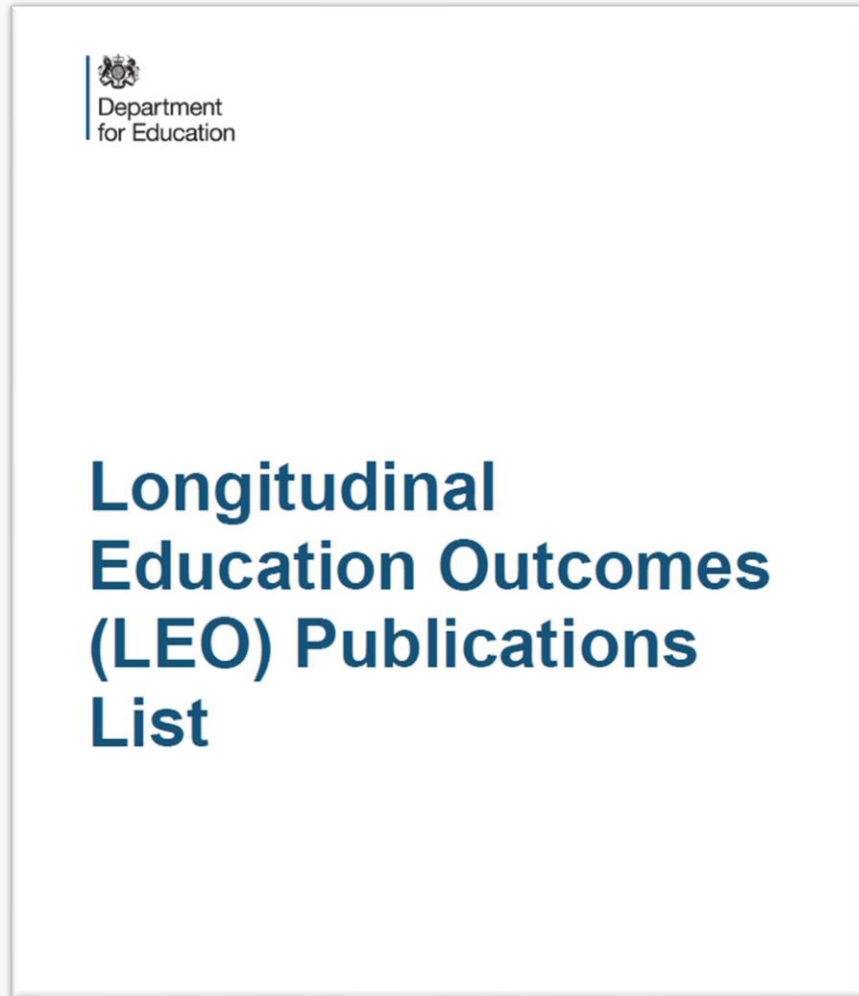 Department
for Education
Longitudinal
Education Outcomes
(LEO) Publications
List